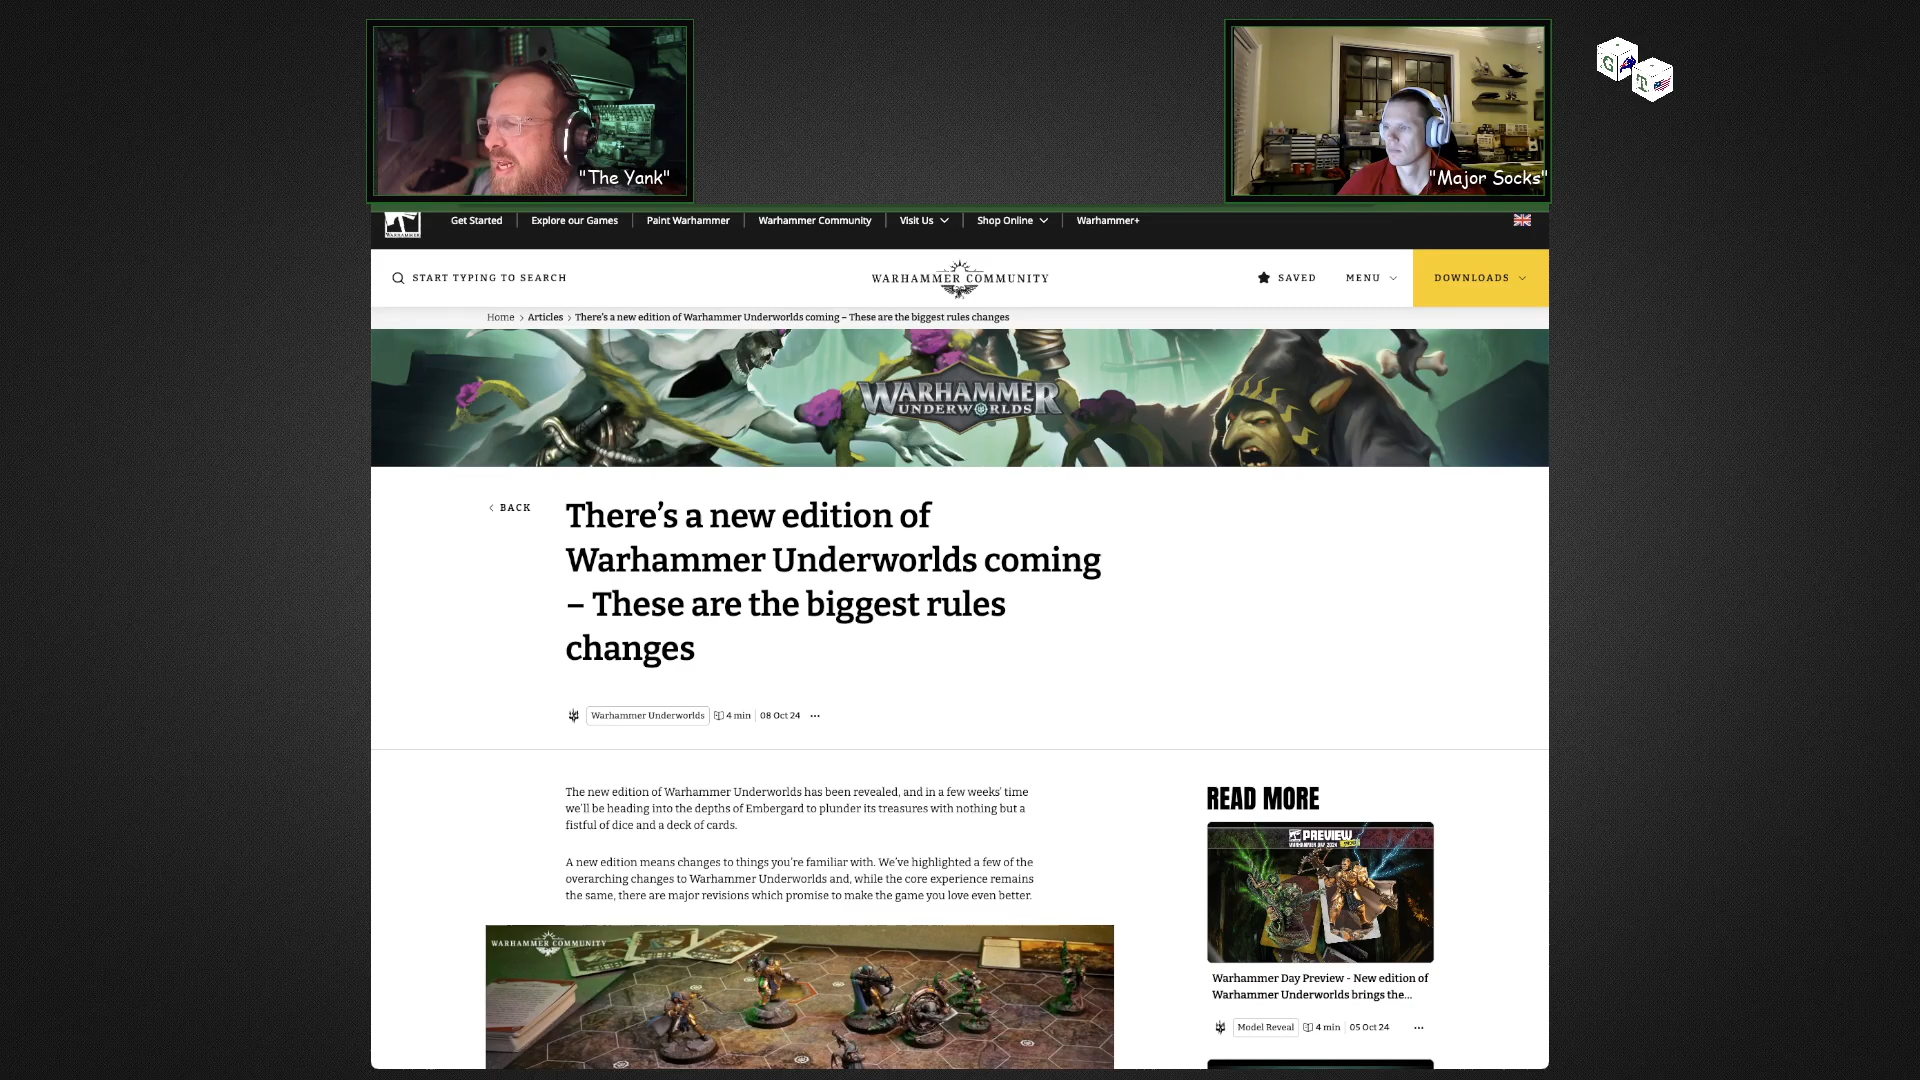 "The Yank"
"Major Socks"
G
T
WARHAMMER
Get Started
Explore our Games
Paint Warhammer
Warhammer Community
Visit Us
Shop Online
Warhammer+
START TYPING TO SEARCH
WARHAMMER COMMUNITY
SAVED
MENU
DOWNLOADS
Home > Articles > There's a new edition of Warhammer Underworlds coming – These are the biggest rules changes
WARHAMMER
UNDERWORLDS
BACK
There's a new edition of
Warhammer Underworlds coming
– These are the biggest rules
changes
Warhammer Underworlds
4 min
08 Oct 24
The new edition of Warhammer Underworlds has been revealed, and in a few weeks' time
we'll be heading into the depths of Embergard to plunder its treasures with nothing but a
fistful of dice and a deck of cards.
A new edition means changes to things you're familiar with. We've highlighted a few of the
overarching changes to Warhammer Underworlds and, while the core experience remains
the same, there are major revisions which promise to make the game you love even better.
WARHAMMER COMMUNITY
READ MORE
PREVIEW
WARHAMMER DAY 2024
Warhammer Day Preview - New edition of
Warhammer Underworlds brings the...
Model Reveal
4 min
05 Oct 24